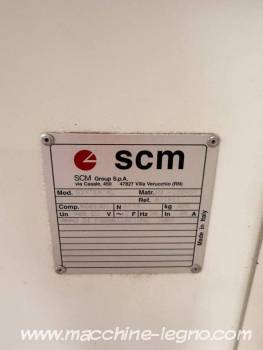 scm
SCM Group S.p.A.
via Casale, 450 47827 Villa Verucchio (RN)
Mod. Matr.
Ref.
Comp. N kg
Un V ~ F Hz In A
Made in Italy
www.macchine-legno.com